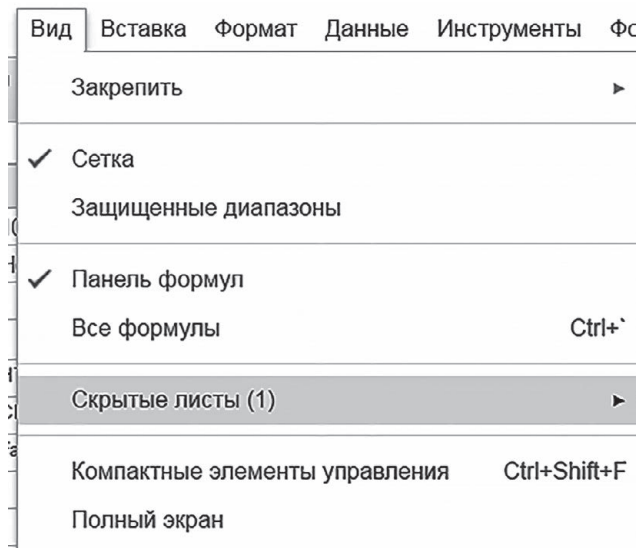 Вид Вставка Формат Данные Инструменты Фо
Закрепить
Сетка
Защищенные диапазоны
Панель формул
Все формулы Ctrl+`
Скрытые листы (1)
Компактные элементы управления Ctrl+Shift+F
Полный экран